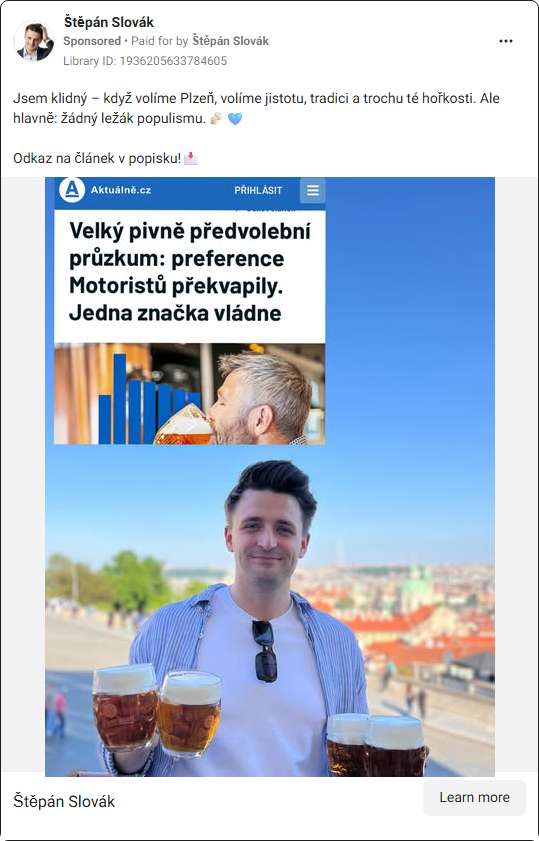 Štěpán Slovák
Sponsored • Paid for by Štěpán Slovák
Library ID: 1936205633784605
Jsem klidný – když volíme Plzeň, volíme jistotu, tradici a trochu té hořkosti. Ale
hlavně: žádný ležák populismu. 🍻 🩵
Odkaz na článek v popisku! 📩
Aktuálně.cz
PŘIHLÁSIT
Velký pivně předvolební
průzkum: preference
Motoristů překvapily.
Jedna značka vládne
Štěpán Slovák
Learn more